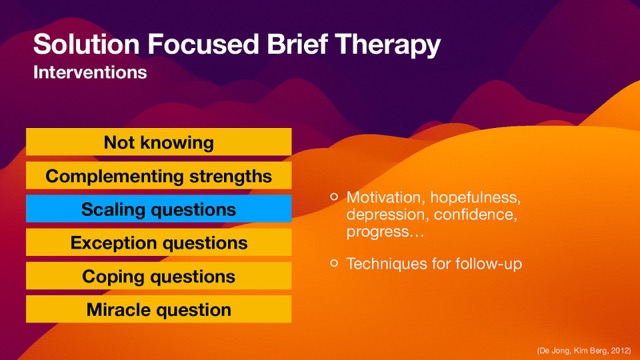 Solution Focused Brief Therapy
Interventions
Not knowing
Complementing strengths
Scaling questions
Exception questions
Coping questions
Miracle question
Motivation, hopefulness,
depression, confidence,
progress…
Techniques for follow-up
(De Jong, Kim Berg, 2012)